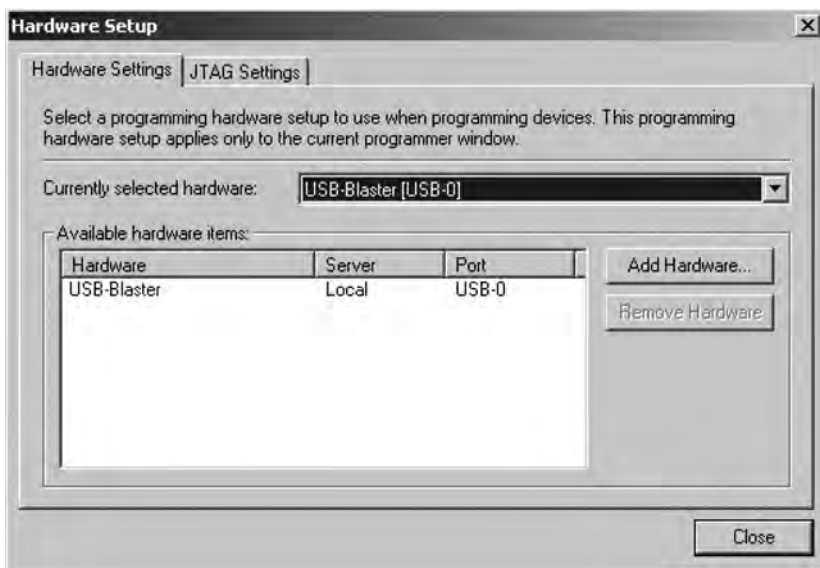 Hardware Setup
Hardware Settings JTAG Settings
Select a programming hardware setup to use when programming devices. This programming
hardware setup applies only to the current programmer window.
Currently selected hardware: USB-Blaster [USB-0]
Available hardware items:
Hardware Server Port
USB-Blaster Local USB-0
Add Hardware...
Remove Hardware
Close